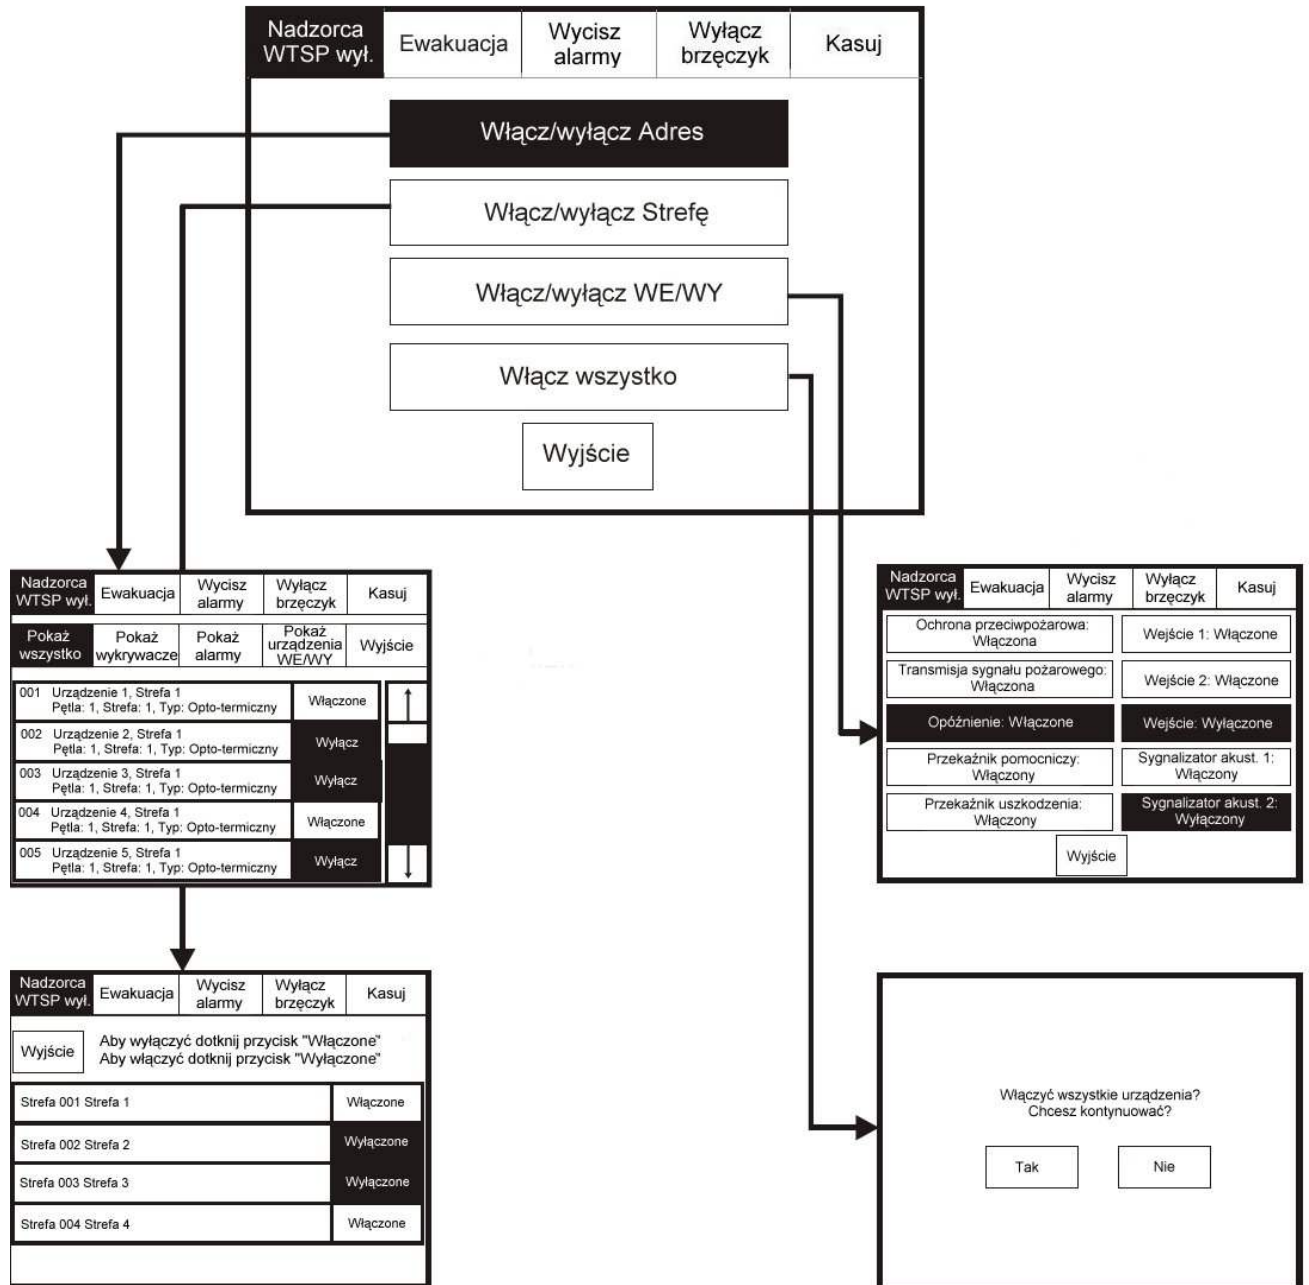 Nadzorca
WTSP wył.
Ewakuacja
Wycisz
alarmy
Wyłącz
brzęczyk
Kasuj
Włącz/wyłącz Adres
Włącz/wyłącz Strefę
Włącz/wyłącz WE/WY
Włącz wszystko
Wyjście
Nadzorca
WTSP wył.
Ewakuacja
Wycisz
alarmy
Wyłącz
brzęczyk
Kasuj
Pokaż
wszystko
Pokaż
wykrywacze
Pokaż
alarmy
Pokaż
urządzenia
WE/WY
Wyjście
001 Urządzenie 1, Strefa 1
Pętla: 1, Strefa: 1, Typ: Opto-termiczny
Włączone
002 Urządzenie 2, Strefa 1
Pętla: 1, Strefa: 1, Typ: Opto-termiczny
Wyłącz
003 Urządzenie 3, Strefa 1
Pętla: 1, Strefa: 1, Typ: Opto-termiczny
Wyłącz
004 Urządzenie 4, Strefa 1
Pętla: 1, Strefa: 1, Typ: Opto-termiczny
Włączone
005 Urządzenie 5, Strefa 1
Pętla: 1, Strefa: 1, Typ: Opto-termiczny
Wyłącz
Nadzorca
WTSP wył.
Ewakuacja
Wycisz
alarmy
Wyłącz
brzęczyk
Kasuj
Ochrona przeciwpożarowa:
Włączona
Wejście 1: Włączone
Transmisja sygnału pożarowego:
Włączona
Wejście 2: Włączone
Opóźnienie: Włączone
Wejście: Wyłączone
Przekaźnik pomocniczy:
Włączony
Sygnalizator akust. 1:
Włączony
Przekaźnik uszkodzenia:
Włączony
Sygnalizator akust. 2:
Wyłączony
Wyjście
Nadzorca
WTSP wył.
Ewakuacja
Wycisz
alarmy
Wyłącz
brzęczyk
Kasuj
Wyjście
Aby wyłączyć dotknij przycisk "Włączone"
Aby włączyć dotknij przycisk "Wyłączone"
Strefa 001 Strefa 1
Włączone
Strefa 002 Strefa 2
Wyłączone
Strefa 003 Strefa 3
Wyłączone
Strefa 004 Strefa 4
Włączone
Włączyć wszystkie urządzenia?
Chcesz kontynuować?
Tak
Nie